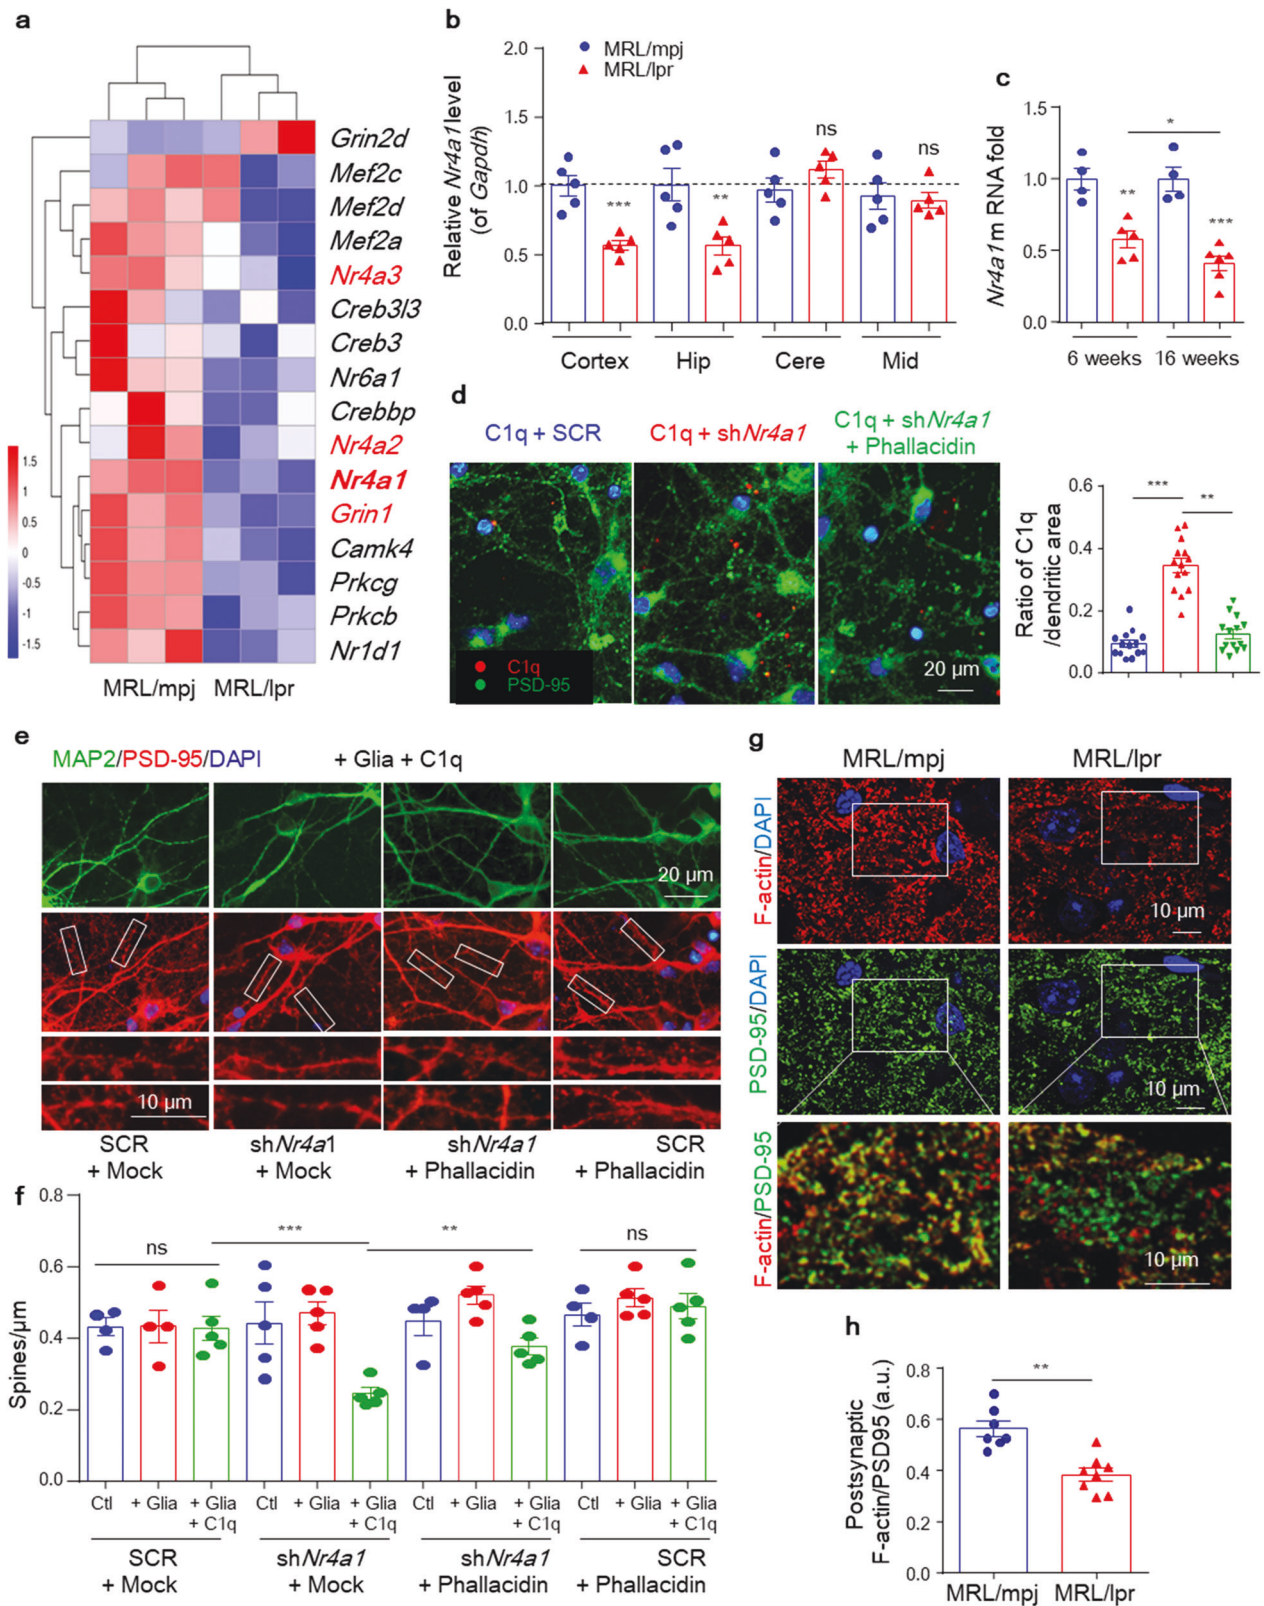 a
Grin2d
Mef2c
Mef2d
Mef2a
Nr4a3
Creb3l3
Creb3
Nr6a1
Crebbp
Nr4a2
Nr4a1
Grin1
Camk4
Prkcg
Prkcb
Nr1d1
1.5
1
0.5
0
-0.5
-1
-1.5
MRL/mpj MRL/lpr
b
MRL/mpj
MRL/lpr
Relative Nr4a1 level
(of Gapdh)
2.0
1.5
1.0
0.5
0.0
***
**
ns
ns
Cortex Hip Cere Mid
c
Nr4a1 m RNA fold
1.5
1.0
0.5
0.0
*
**
***
6 weeks 16 weeks
d
C1q + SCR
C1q + shNr4a1
C1q + shNr4a1
+ Phallacidin
C1q
PSD-95
20 µm
Ratio of C1q
/dendritic area
0.6
0.4
0.2
0.0
*** **
e
MAP2/PSD-95/DAPI + Glia + C1q
20 µm
10 µm
SCR
+ Mock
shNr4a1
+ Mock
shNr4a1
+ Phallacidin
SCR
+ Phallacidin
f
Spines/µm
0.8
0.6
0.4
0.2
0.0
ns *** ** ns
Ctl + Glia + Glia Ctl + Glia + Glia Ctl + Glia + Glia Ctl + Glia + Glia
+ C1q + C1q + C1q + C1q
SCR shNr4a1 shNr4a1 SCR
+ Mock + Mock + Phallacidin + Phallacidin
g
MRL/mpj MRL/lpr
F-actin/DAPI
10 µm
PSD-95/DAPI
10 µm
F-actin/PSD-95
10 µm
h
Postsynaptic
F-actin/PSD95 (a.u.)
0.8
0.6
0.4
0.2
0.0
**
MRL/mpj MRL/lpr